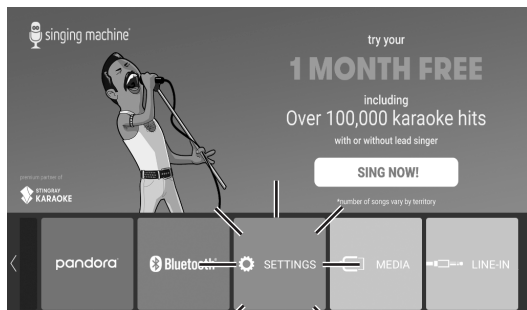 singing machine
try your
1 MONTH FREE
including
Over 100,000 karaoke hits
with or without lead singer
SING NOW!
*number of songs vary by territory
premium partner of
STINGRAY
KARAOKE
pandora
Bluetooth
SETTINGS
MEDIA
LINE-IN